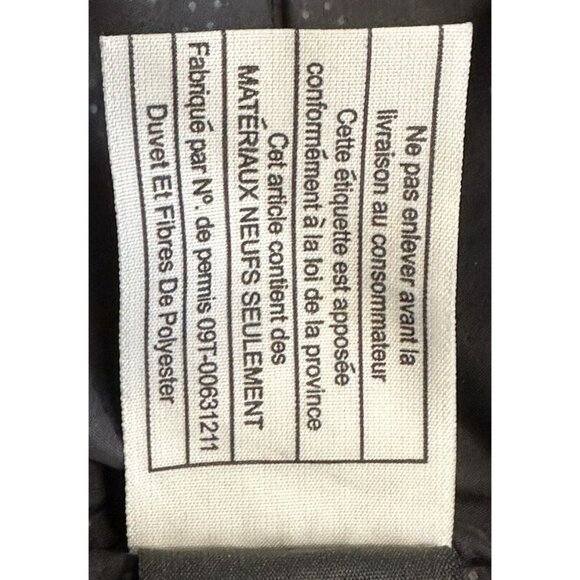 Ne pas enlever avant la
livraison au consommateur
Cette étiquette est apposée
conformément à la loi de la province
Cet article contient des
MATÉRIAUX NEUFS SEULEMENT
Fabriqué par Nº. de permis 09T-00631211
Duvet Et Fibres De Polyester